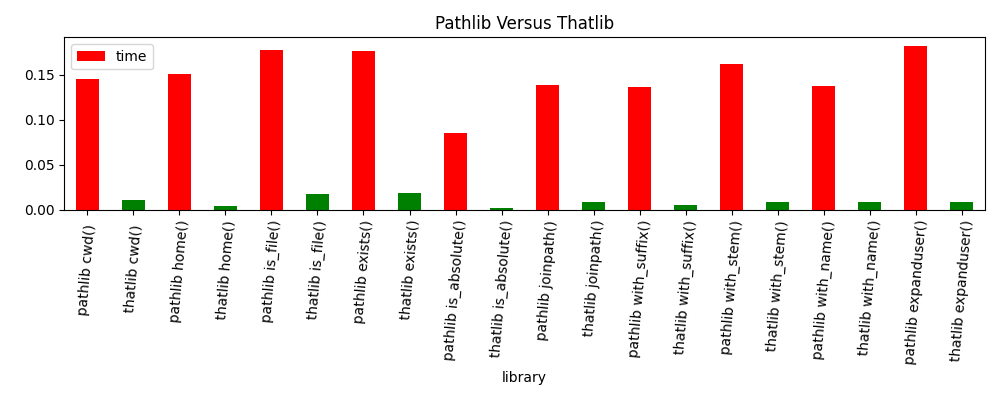 Pathlib Versus Thatlib
time
0.15
0.10
0.05
0.00
pathlib cwd()
thatlib cwd()
pathlib home()
thatlib home()
pathlib is_file()
thatlib is_file()
pathlib exists()
thatlib exists()
pathlib is_absolute()
thatlib is_absolute()
pathlib joinpath()
thatlib joinpath()
pathlib with_suffix()
thatlib with_suffix()
pathlib with_stem()
thatlib with_stem()
pathlib with_name()
thatlib with_name()
pathlib expanduser()
thatlib expanduser()
library